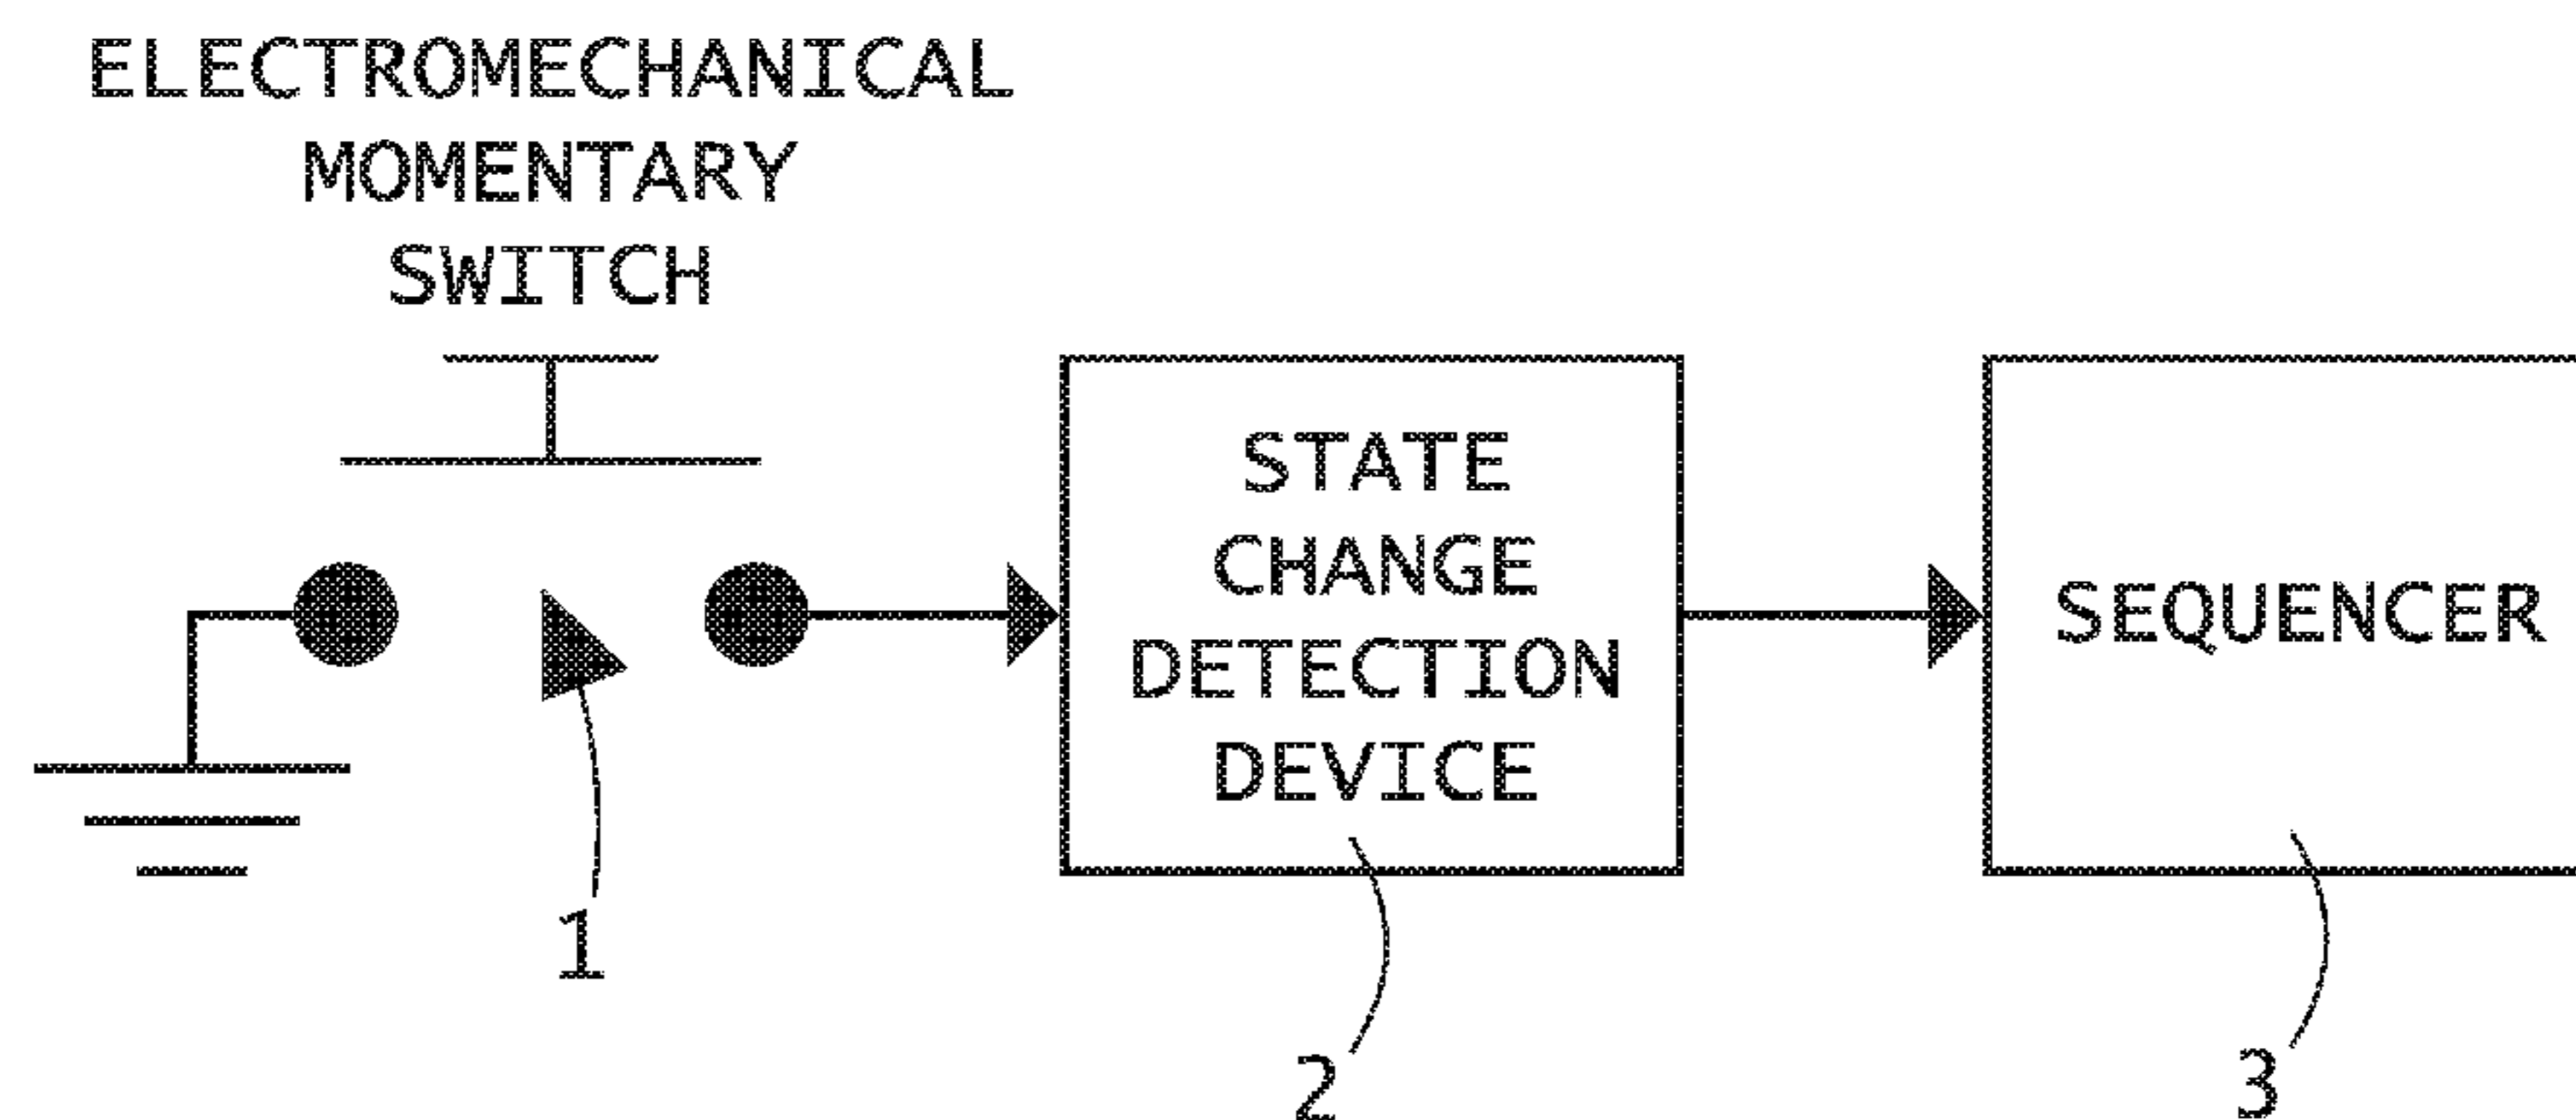 ELECTROMECHANICAL
MOMENTARY
SWITCH
STATE
CHANGE
DETECTION
DEVICE
SEQUENCER
1
2
3